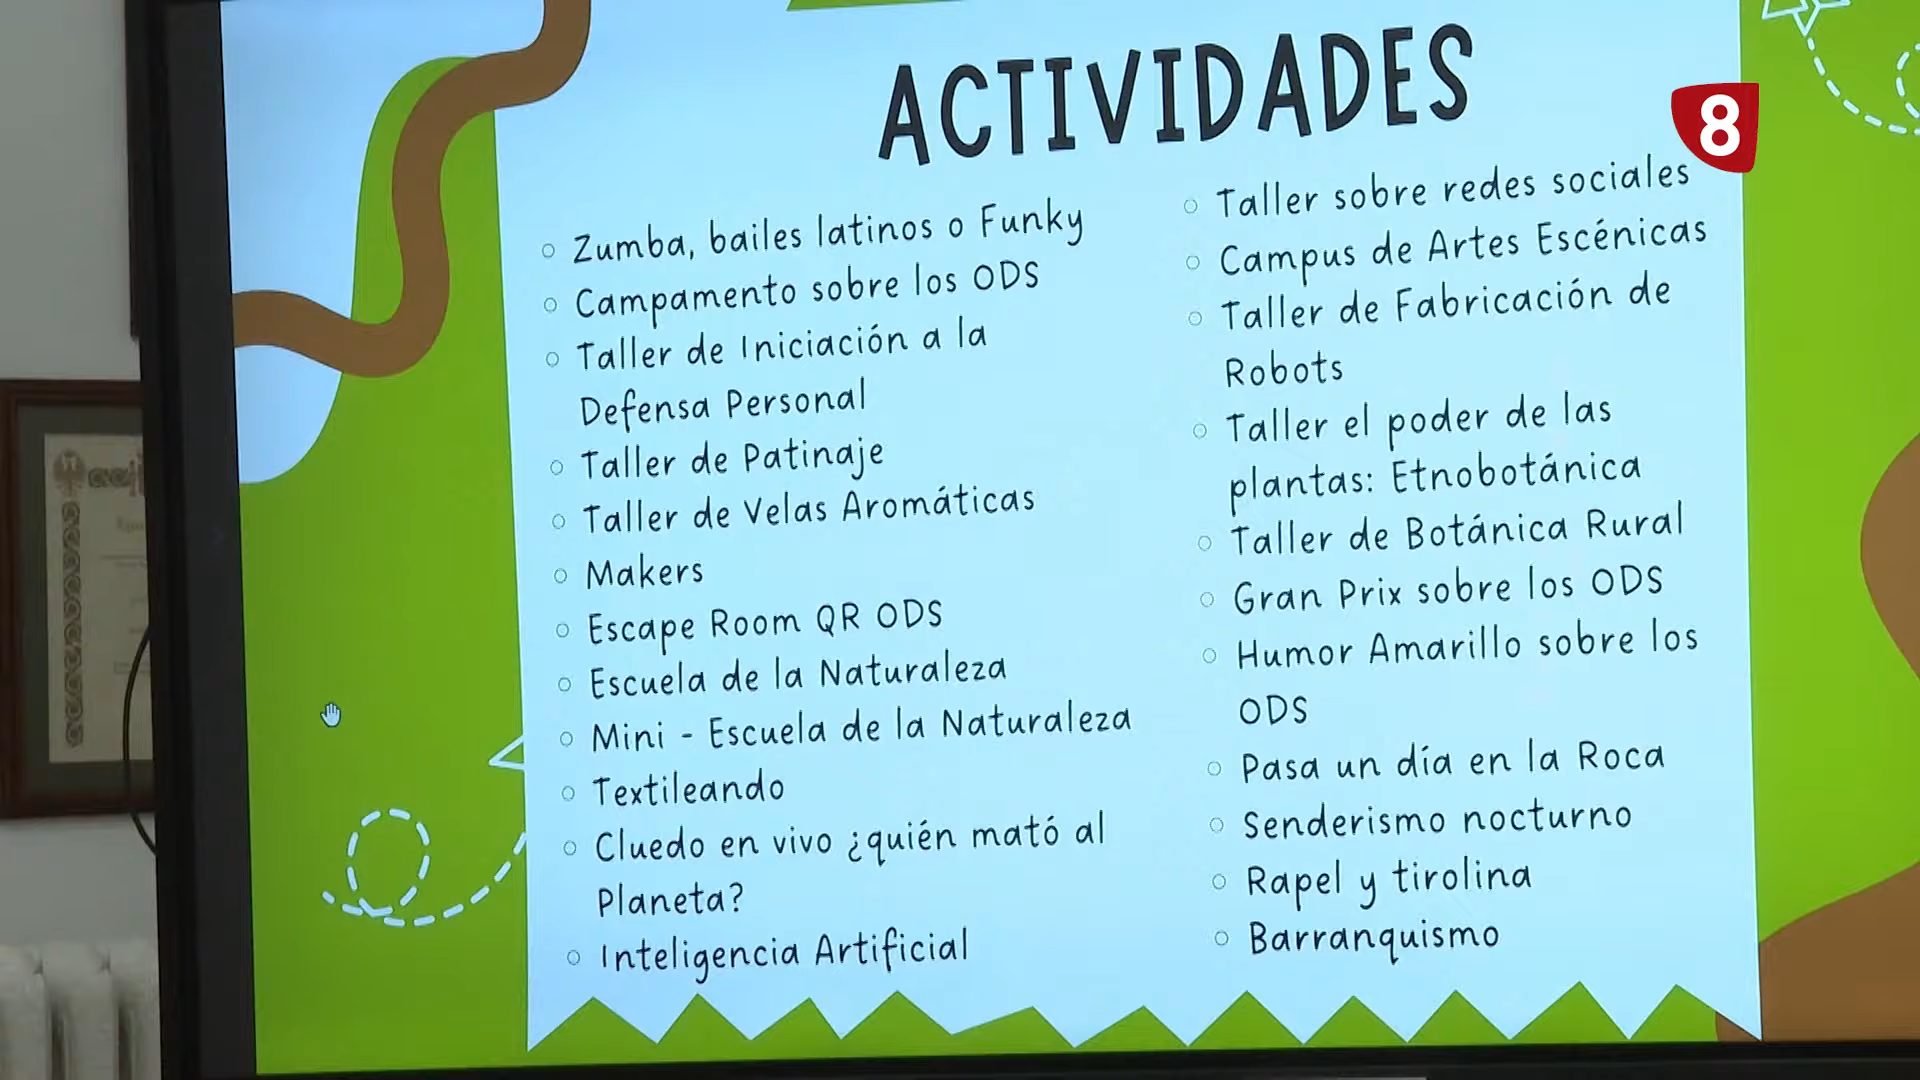 ACTIVIDADES
8
Zumba, bailes latinos o Funky
Campamento sobre los ODS
Taller de Iniciación a la
Defensa Personal
Taller de Patinaje
Taller de Velas Aromáticas
Makers
Escape Room QR ODS
Escuela de la Naturaleza
Mini - Escuela de la Naturaleza
Textileando
Cluedo en vivo ¿quién mató al
Planeta?
Inteligencia Artificial
Taller sobre redes sociales
Campus de Artes Escénicas
Taller de Fabricación de
Robots
Taller el poder de las
plantas: Etnobotánica
Taller de Botánica Rural
Gran Prix sobre los ODS
Humor Amarillo sobre los
ODS
Pasa un día en la Roca
Senderismo nocturno
Rapel y tirolina
Barranquismo